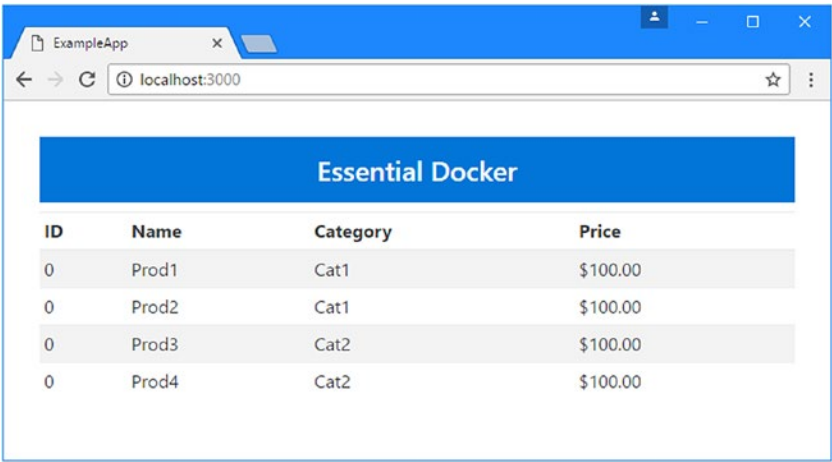 ExampleApp
localhost:3000
Essential Docker
ID Name Category Price
0 Prod1 Cat1 $100.00
0 Prod2 Cat1 $100.00
0 Prod3 Cat2 $100.00
0 Prod4 Cat2 $100.00